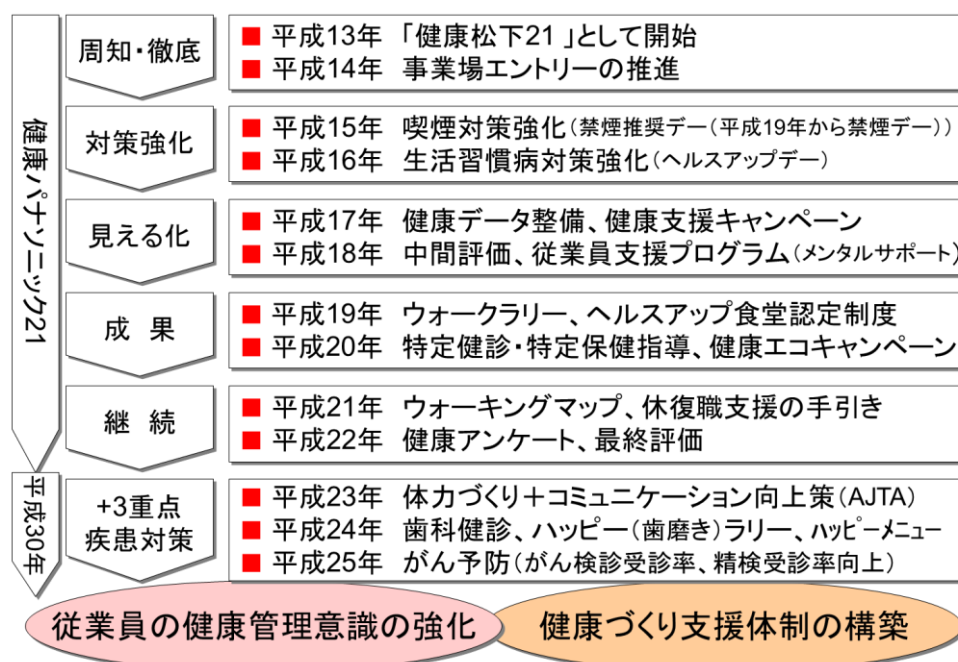 健康パナソニック21
平成30年
周知・徹底
■ 平成13年 「健康松下21 」として開始
■ 平成14年 事業場エントリーの推進
対策強化
■ 平成15年 喫煙対策強化(禁煙推奨デー(平成19年から禁煙デー))
■ 平成16年 生活習慣病対策強化(ヘルスアップデー)
見える化
■ 平成17年 健康データ整備、健康支援キャンペーン
■ 平成18年 中間評価、従業員支援プログラム(メンタルサポート)
成 果
■ 平成19年 ウォークラリー、ヘルスアップ食堂認定制度
■ 平成20年 特定健診・特定保健指導、健康エコキャンペーン
継 続
■ 平成21年 ウォーキングマップ、休復職支援の手引き
■ 平成22年 健康アンケート、最終評価
+3重点
疾患対策
■ 平成23年 体力づくり+コミュニケーション向上策(AJTA)
■ 平成24年 歯科健診、ハッピー(歯磨き)ラリー、ハッピーメニュー
■ 平成25年 がん予防(がん検診受診率、精検受診率向上)
従業員の健康管理意識の強化
健康づくり支援体制の構築